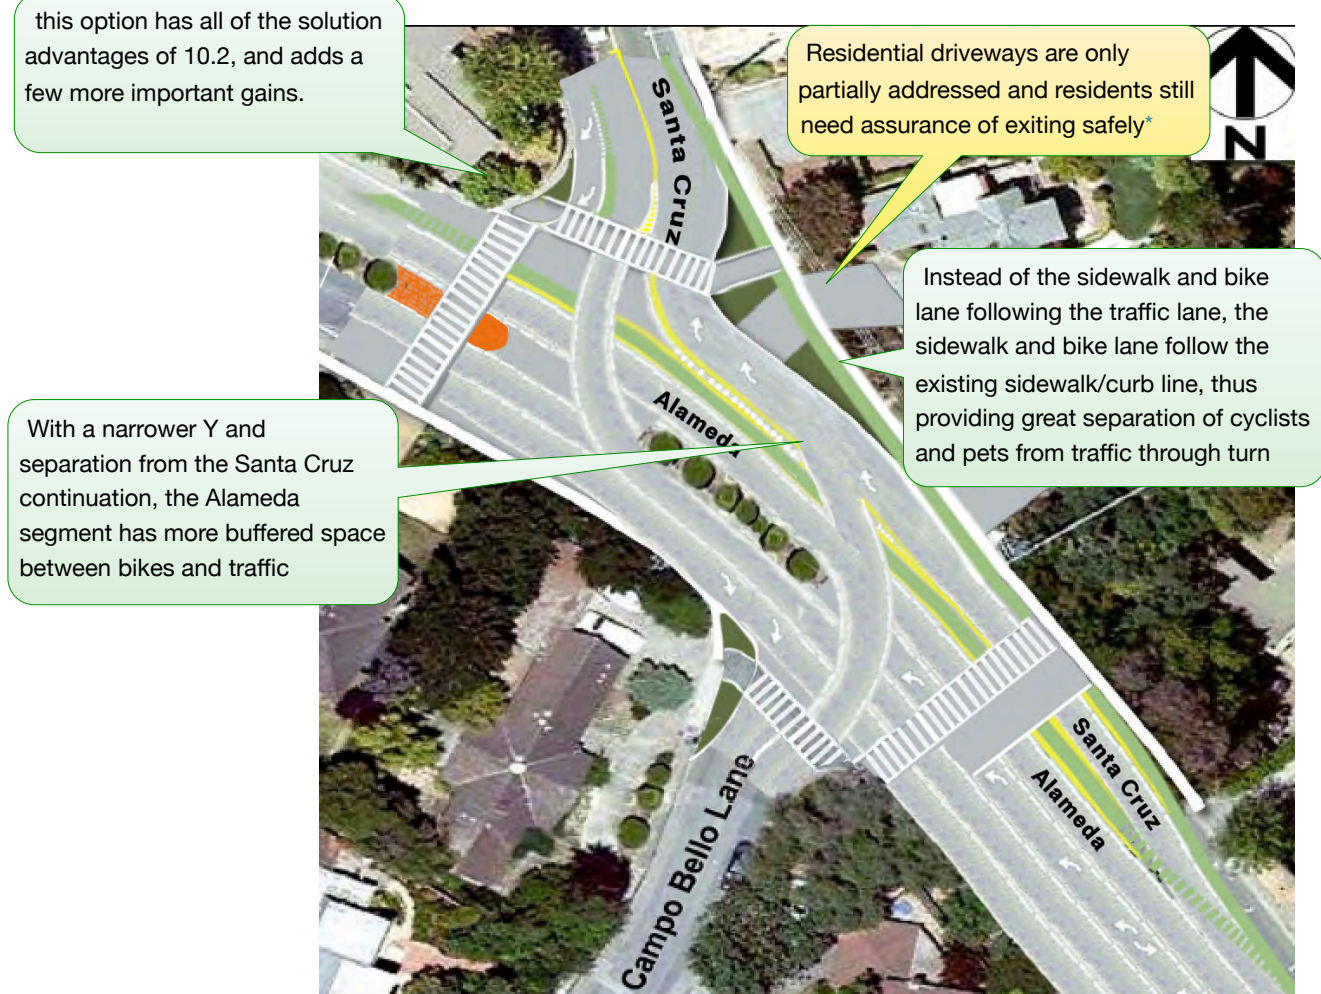 this option has all of the solution
advantages of 10.2, and adds a
few more important gains.
Residential driveways are only
partially addressed and residents still
need assurance of exiting safely*
N
Santa Cruz
Instead of the sidewalk and bike
lane following the traffic lane, the
sidewalk and bike lane follow the
existing sidewalk/curb line, thus
providing great separation of cyclists
and pets from traffic through turn
Alameda
With a narrower Y and
separation from the Santa Cruz
continuation, the Alameda
segment has more buffered space
between bikes and traffic
Santa Cruz
Alameda
Campo Bello Lane